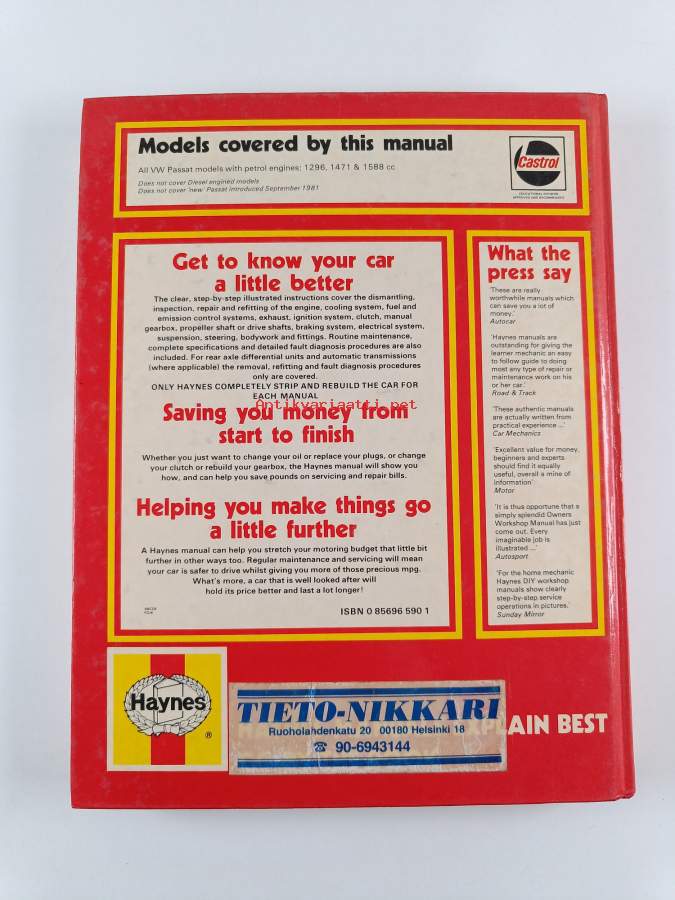 Models covered by this manual
All VW Passat models with petrol engines; 1296, 1471 & 1588 cc
Does not cover Diesel engined models
Does not cover 'new' Passat introduced September 1981
Castrol
EDUCATIONAL DIVISION
APPROVED AND RECOMMENDED
Get to know your car
a little better
The clear, step-by-step illustrated instructions cover the dismantling,
inspection, repair and refitting of the engine, cooling system, fuel and
emission control systems, exhaust, ignition system, clutch, manual
gearbox, propeller shaft or drive shafts, braking system, electrical system,
suspension, steering, bodywork and fittings. Routine maintenance,
complete specifications and detailed fault diagnosis procedures are also
included. For rear axle differential units and automatic transmissions
(where applicable) the removal, refitting and fault diagnosis procedures
only are covered.
ONLY HAYNES COMPLETELY STRIP AND REBUILD THE CAR FOR
EACH MANUAL
Antikvariaatti.net
Saving you money from
start to finish
Whether you just want to change your oil or replace your plugs, or change
your clutch or rebuild your gearbox, the Haynes manual will show you
how, and can help you save pounds on servicing and repair bills.
Helping you make things go
a little further
A Haynes manual can help you stretch your motoring budget that little bit
further in other ways too. Regular maintenance and servicing will mean
your car is safer to drive whilst giving you more of those precious mpg.
What's more, a car that is well looked after will
hold its price better and last a lot longer!
ISBN 0 85696 590 1
What the
press say
'These are really
worthwhile manuals which
can save you a lot of
money.'
Autocar
'Haynes manuals are
outstanding for giving the
learner mechanic an easy
to follow guide to doing
most any type of repair or
maintenance work on his
or her car.'
Road & Track
'These authentic manuals
are actually written from
practical experience ...'
Car Mechanics
'Excellent value for money,
beginners and experts
should find it equally
useful, overall a mine of
information'
Motor
'It is thus opportune that a
simply splendid Owners
Workshop Manual has just
come out. Every
imaginable job is
illustrated ...'
Autosport
'For the home mechanic
Haynes DIY workshop
manuals show clearly
step-by-step service
operations in pictures.'
Sunday Mirror
Haynes
®
TIETO-NIKKARI
Ruoholahdenkatu 20 00180 Helsinki 18
☎ 90-6943144
PLAIN BEST